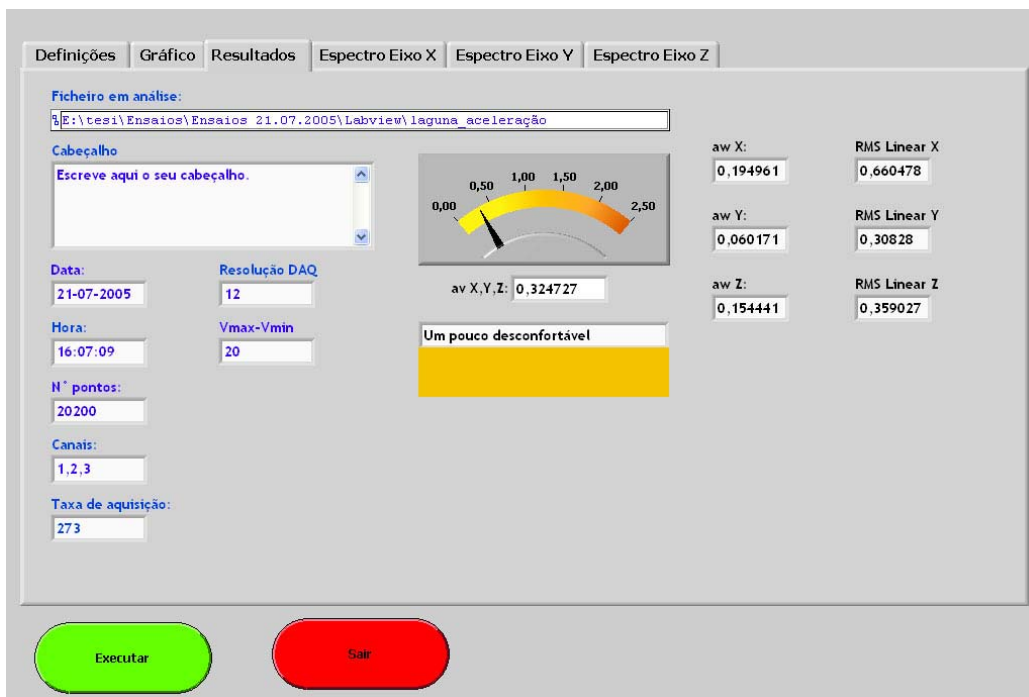 Definições Gráfico Resultados Espectro Eixo X Espectro Eixo Y Espectro Eixo Z
Ficheiro em análise:
E:\tesi\Ensaios\Ensaios 21.07.2005\Labview\laguna_aceleração
Cabeçalho
Escreve aqui o seu cabeçalho.
Data:
21-07-2005
Resolução DAQ
12
Hora:
16:07:09
Vmax-Vmin
20
N° pontos:
20200
Canais:
1,2,3
Taxa de aquisição:
273
0,00 0,50 1,00 1,50 2,00 2,50
av X,Y,Z: 0,324727
Um pouco desconfortável
aw X:
0,194961
RMS Linear X
0,660478
aw Y:
0,060171
RMS Linear Y
0,30828
aw Z:
0,154441
RMS Linear Z
0,359027
Executar
Sair